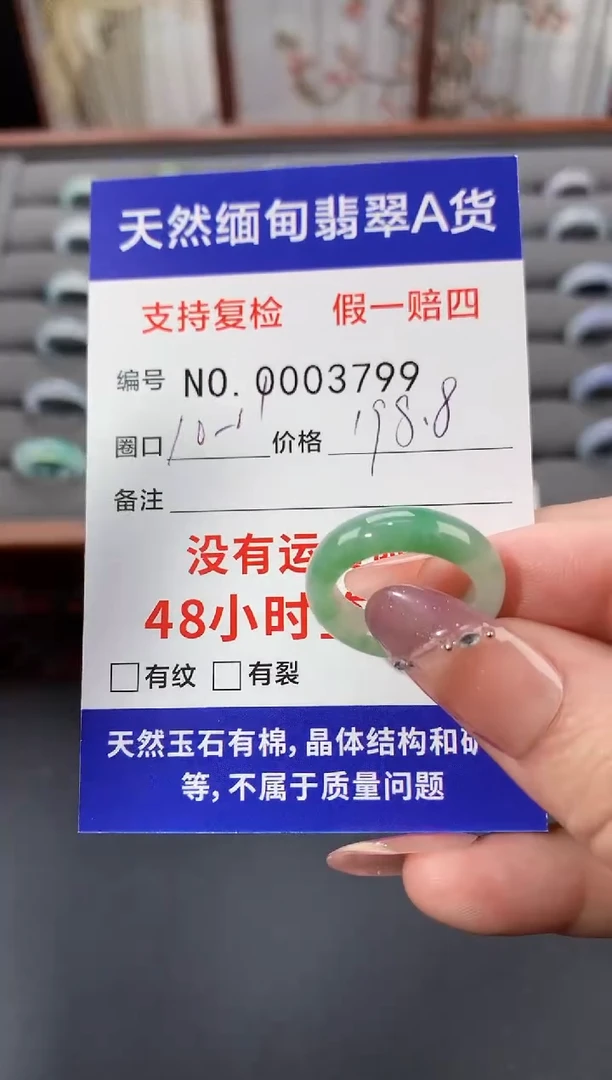 天然缅甸翡翠A货
支持复检 假一赔四
编号 NO.0003799
圈口 价格 198.8
备注
没有运
48小时
有纹 有裂
天然玉石有棉,晶体结构和矿
等,不属于质量问题